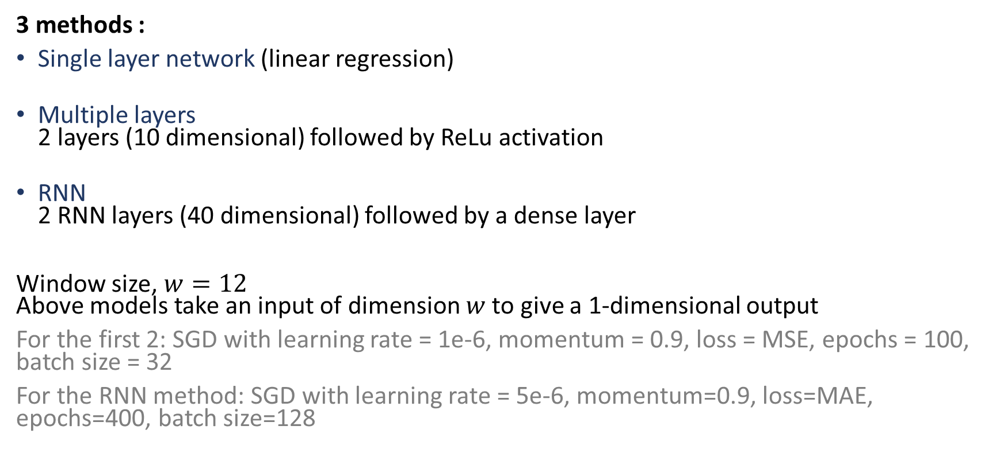 3 methods :
• Single layer network (linear regression)
• Multiple layers
2 layers (10 dimensional) followed by ReLu activation
• RNN
2 RNN layers (40 dimensional) followed by a dense layer
Window size, w = 12
Above models take an input of dimension w to give a 1-dimensional output
For the first 2: SGD with learning rate = 1e-6, momentum = 0.9, loss = MSE, epochs = 100,
batch size = 32
For the RNN method: SGD with learning rate = 5e-6, momentum=0.9, loss=MAE,
epochs=400, batch size=128